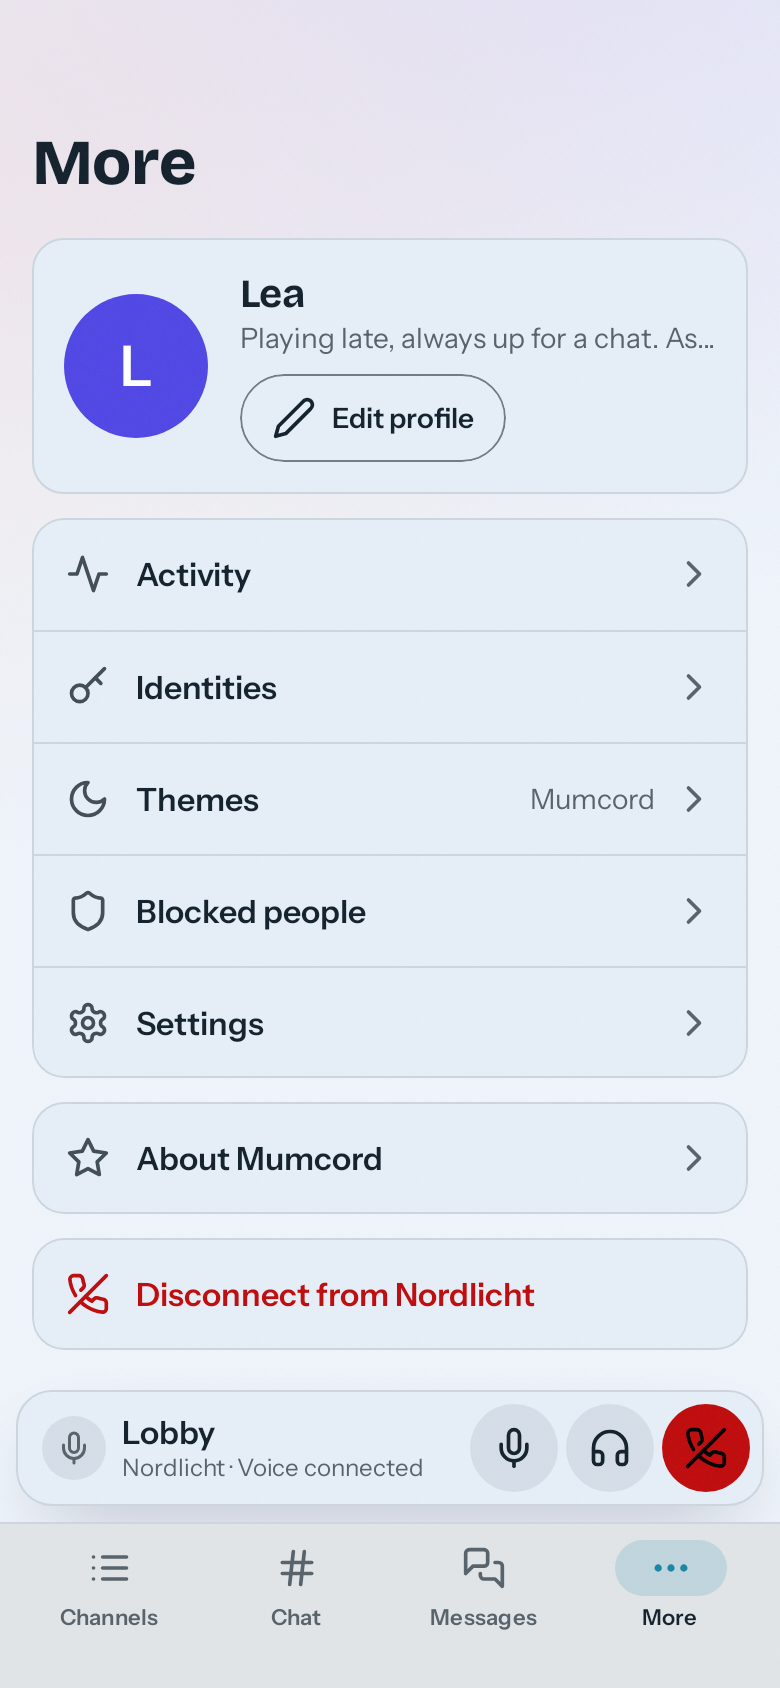 More
L
Lea
Playing late, always up for a chat. As...
Edit profile
Activity
Identities
Themes
Mumcord
Blocked people
Settings
About Mumcord
Disconnect from Nordlicht
Lobby
Nordlicht · Voice connected
Channels
Chat
Messages
More